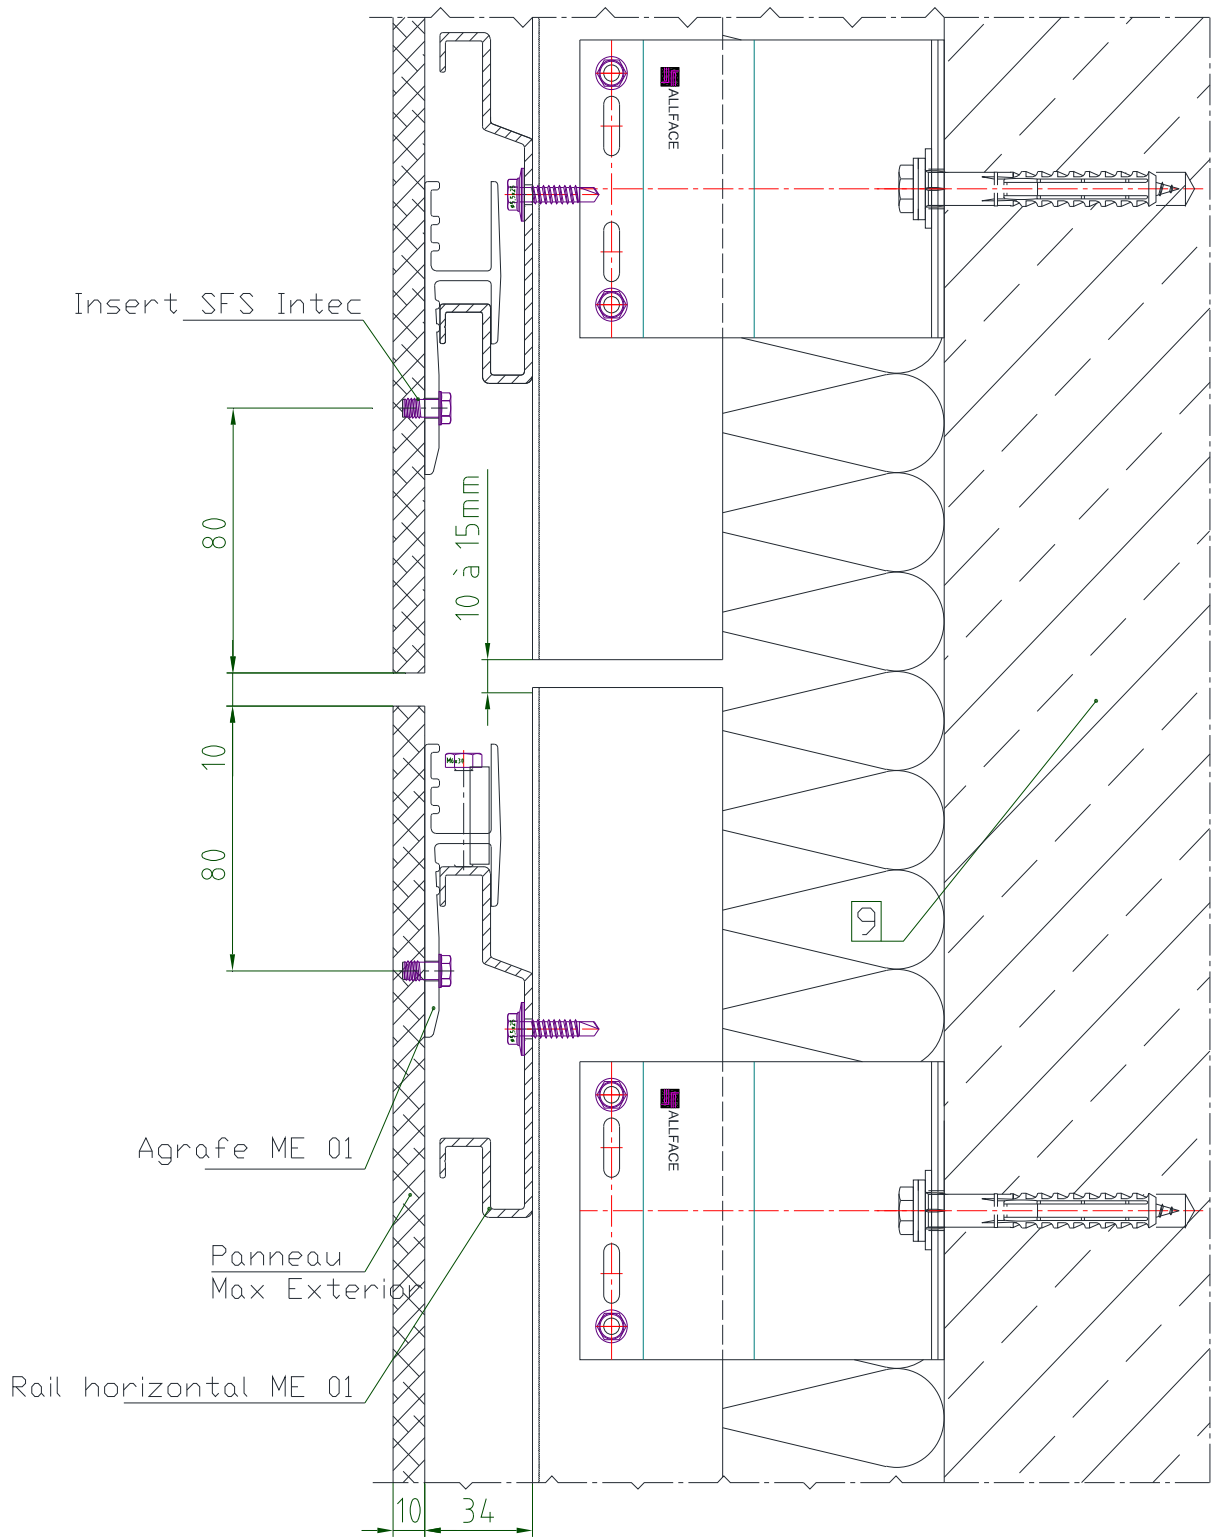 ALLFACE
Insert SFS Intec
80
10 à 15mm
10
M6x30
80
9
ALLFACE
Agrafe ME 01
Panneau
Max Exterior
Rail horizontal ME 01
10
34